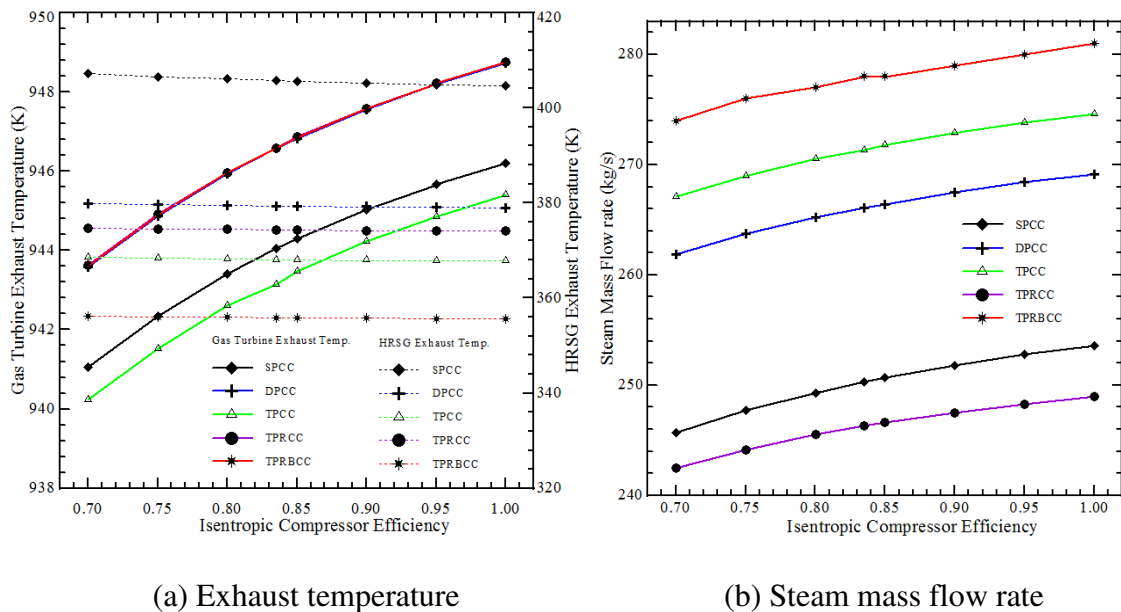 950
948
946
944
942
940
938
Gas Turbine Exhaust Temperature (K)
420
400
380
360
340
320
HRSG Exhaust Temperature (K)
Gas Turbine Exhaust Temp.
SPCC
DPCC
TPCC
TPRCC
TPRBCC
HRSG Exhaust Temp.
SPCC
DPCC
TPCC
TPRCC
TPRBCC
0.70 0.75 0.80 0.85 0.90 0.95 1.00
Isentropic Compressor Efficiency
(a) Exhaust temperature
280
270
260
250
240
Steam Mass Flow rate (kg/s)
SPCC
DPCC
TPCC
TPRCC
TPRBCC
0.70 0.75 0.80 0.85 0.90 0.95 1.00
Isentropic Compressor Efficiency
(b) Steam mass flow rate